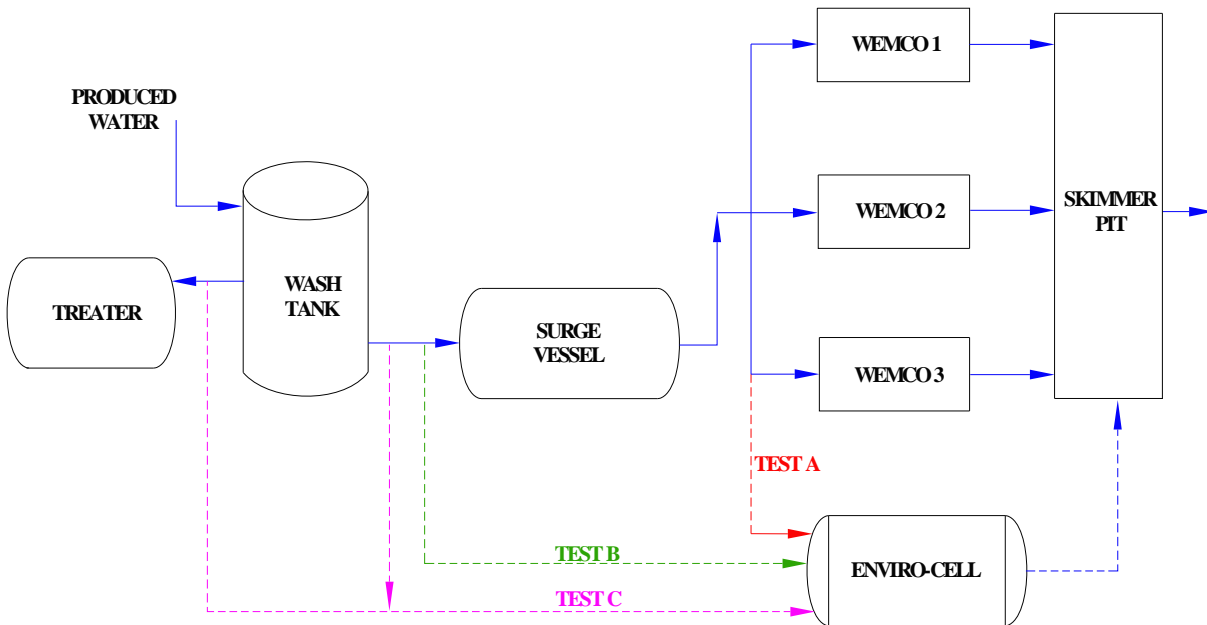 WEMCO 1
PRODUCED
WATER
WEMCO 2
SKIMMER
PIT
TREATER
WASH
TANK
SURGE
VESSEL
WEMCO 3
TEST A
TEST B
ENVIRO-CELL
TEST C